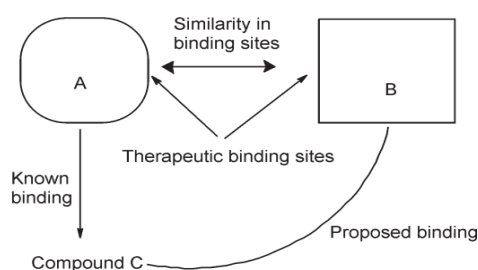 Similarity in
binding sites
A
B
Therapeutic binding sites
Known
binding
Proposed binding
Compound C